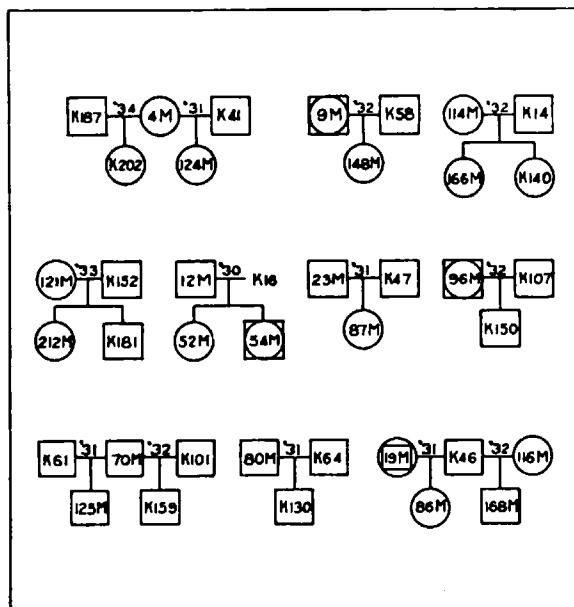 K187 '34 4M '31 K41
K202 124M
9M '32 K58
148M
114M '32 K14
166M K140
121M '33 K152
212M K181
12M '30 K16
52M 54M
23M '31 K47
87M
96M '32 K107
K150
K61 '31 70M '32 K101
125M K159
80M '31 K64
K130
119M '31 K46 '32 116M
86M 168M